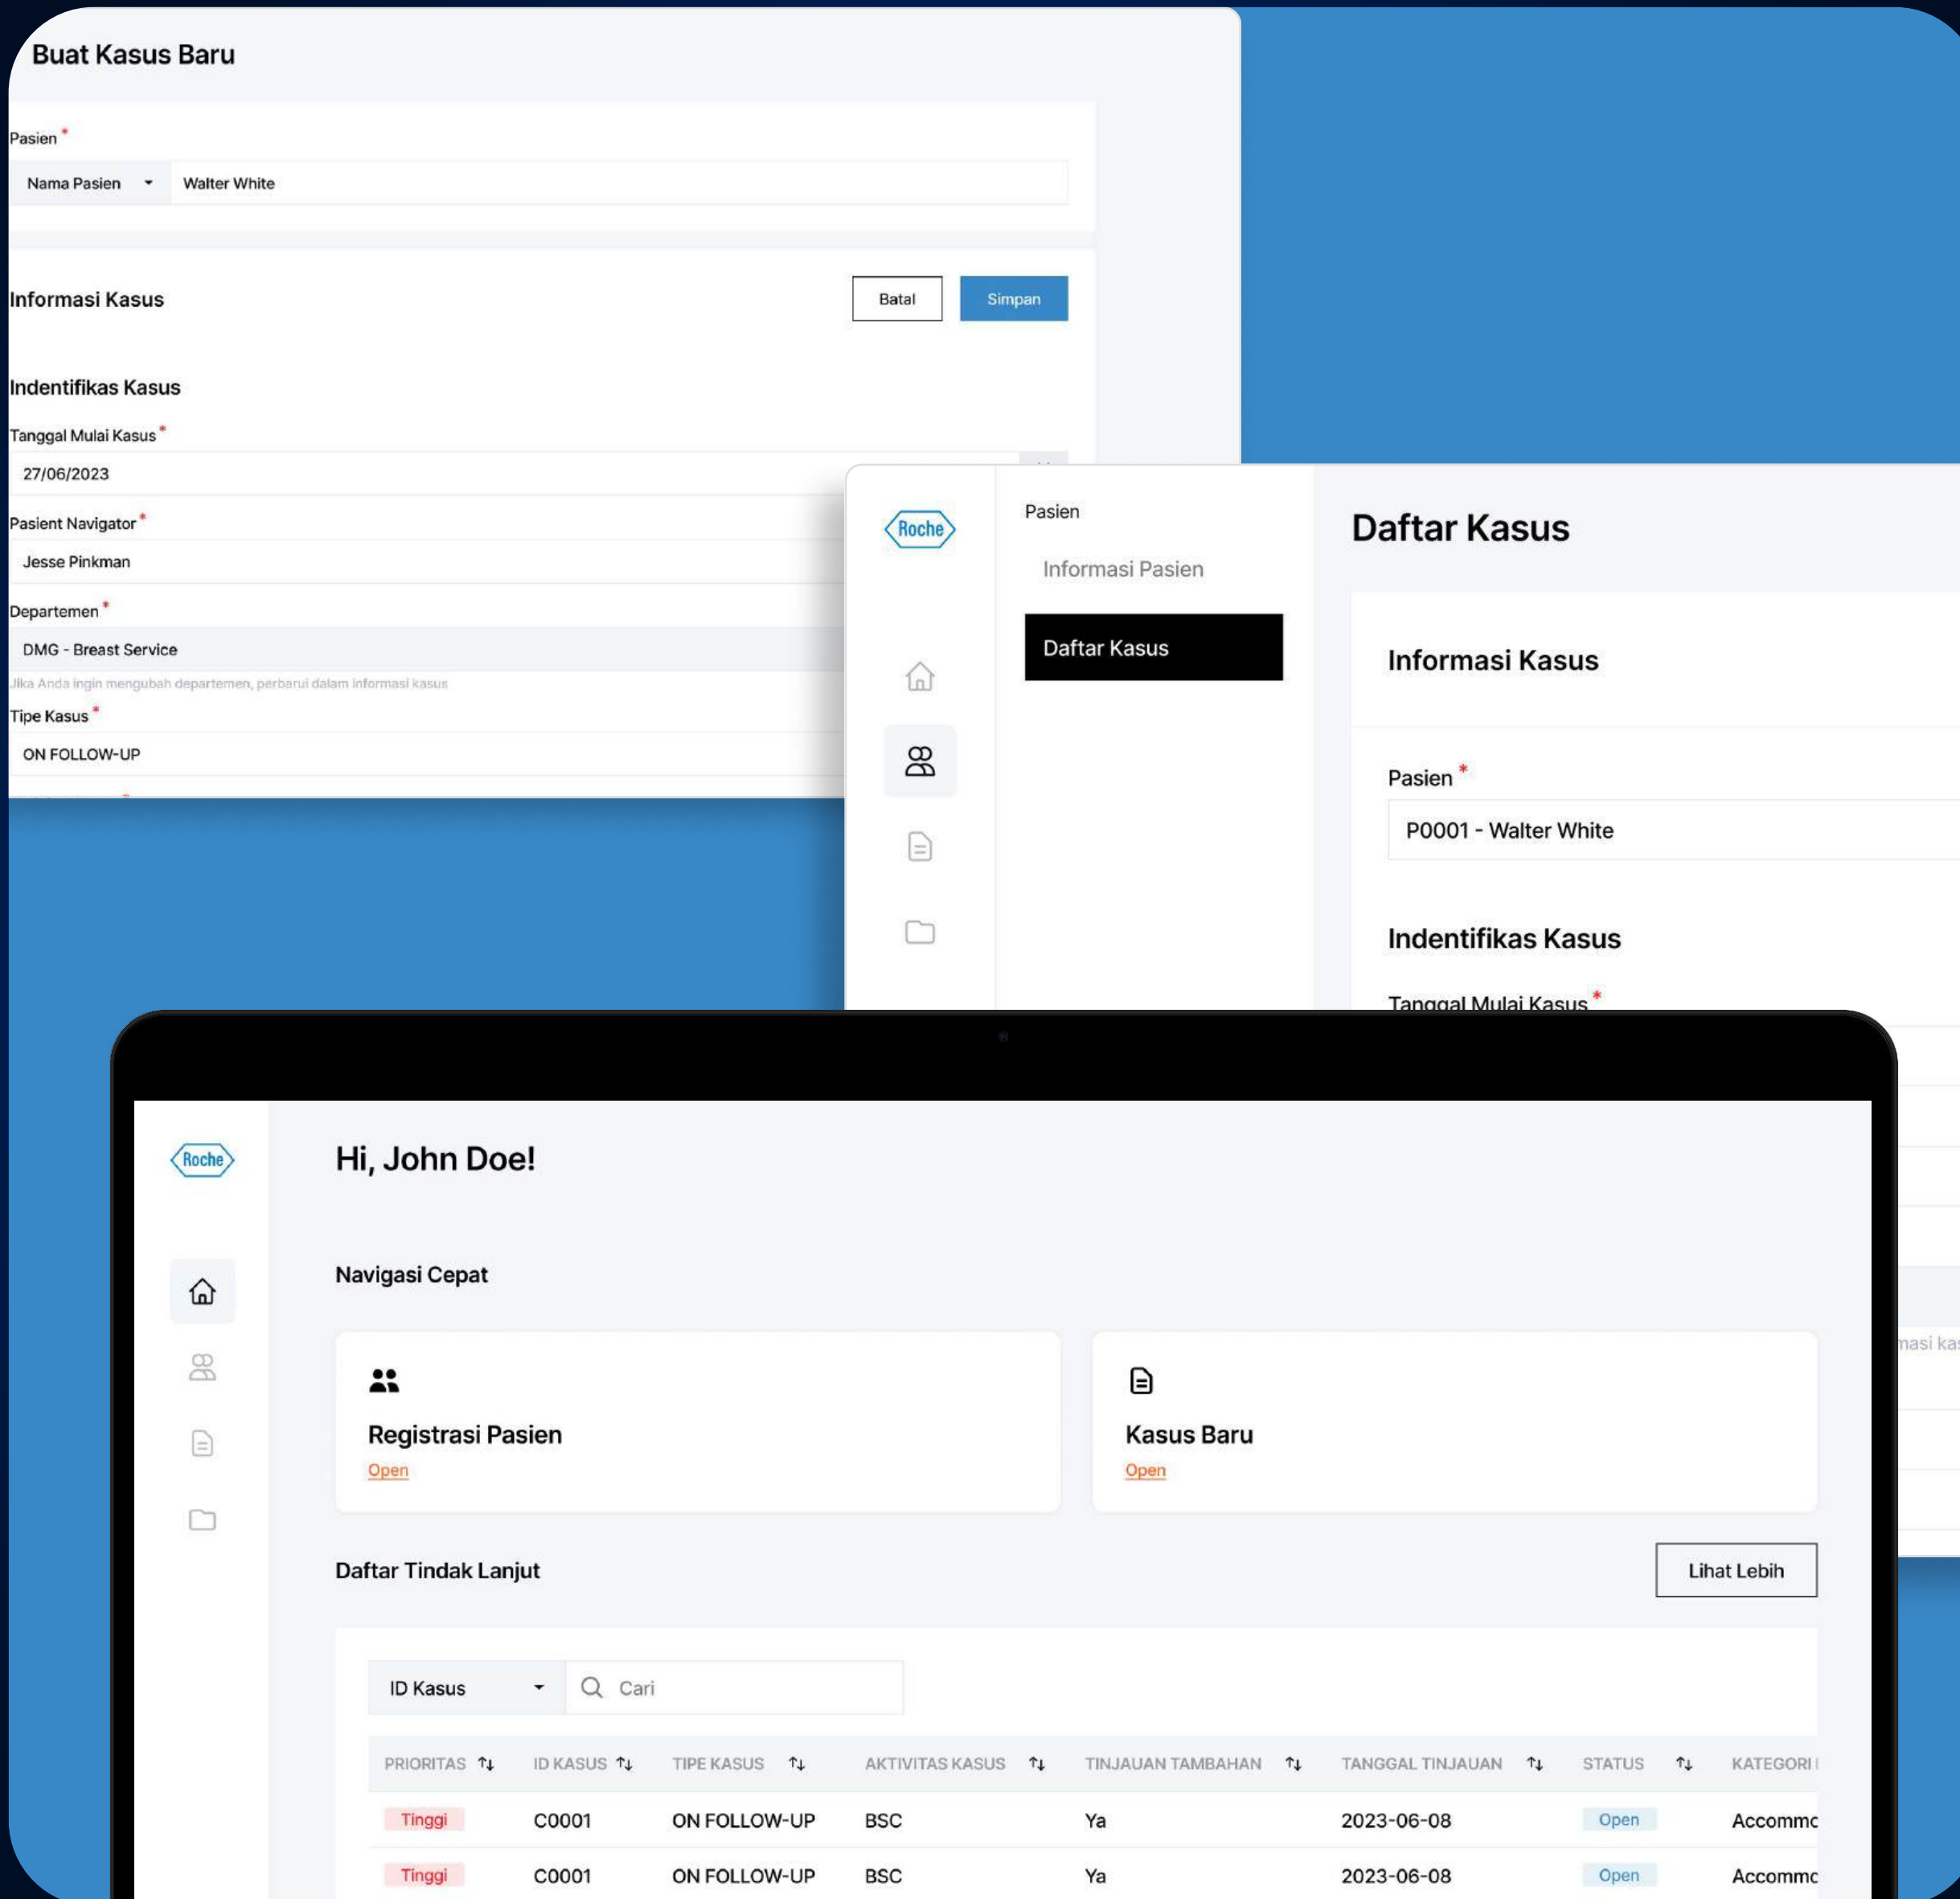 Buat Kasus Baru
Pasien *
Nama Pasien
Walter White
Informasi Kasus
Batal
Simpan
Indentifikas Kasus
Tanggal Mulai Kasus *
27/06/2023
Pasient Navigator *
Jesse Pinkman
Departemen *
DMG - Breast Service
Jika Anda ingin mengubah departemen, perbarui dalam informasi kasus
Tipe Kasus *
ON FOLLOW-UP
Roche
Pasien
Informasi Pasien
Daftar Kasus
Daftar Kasus
Informasi Kasus
Pasien *
P0001 - Walter White
Indentifikas Kasus
Tanggal Mulai Kasus *
Roche
Hi, John Doe!
Navigasi Cepat
Registrasi Pasien
Open
Kasus Baru
Open
Daftar Tindak Lanjut
Lihat Lebih
ID Kasus
Cari
PRIORITAS ID KASUS TIPE KASUS AKTIVITAS KASUS TINJAUAN TAMBAHAN TANGGAL TINJAUAN STATUS KATEGORI
Tinggi C0001 ON FOLLOW-UP BSC Ya 2023-06-08 Open Accommo
Tinggi C0001 ON FOLLOW-UP BSC Ya 2023-06-08 Open Accommo